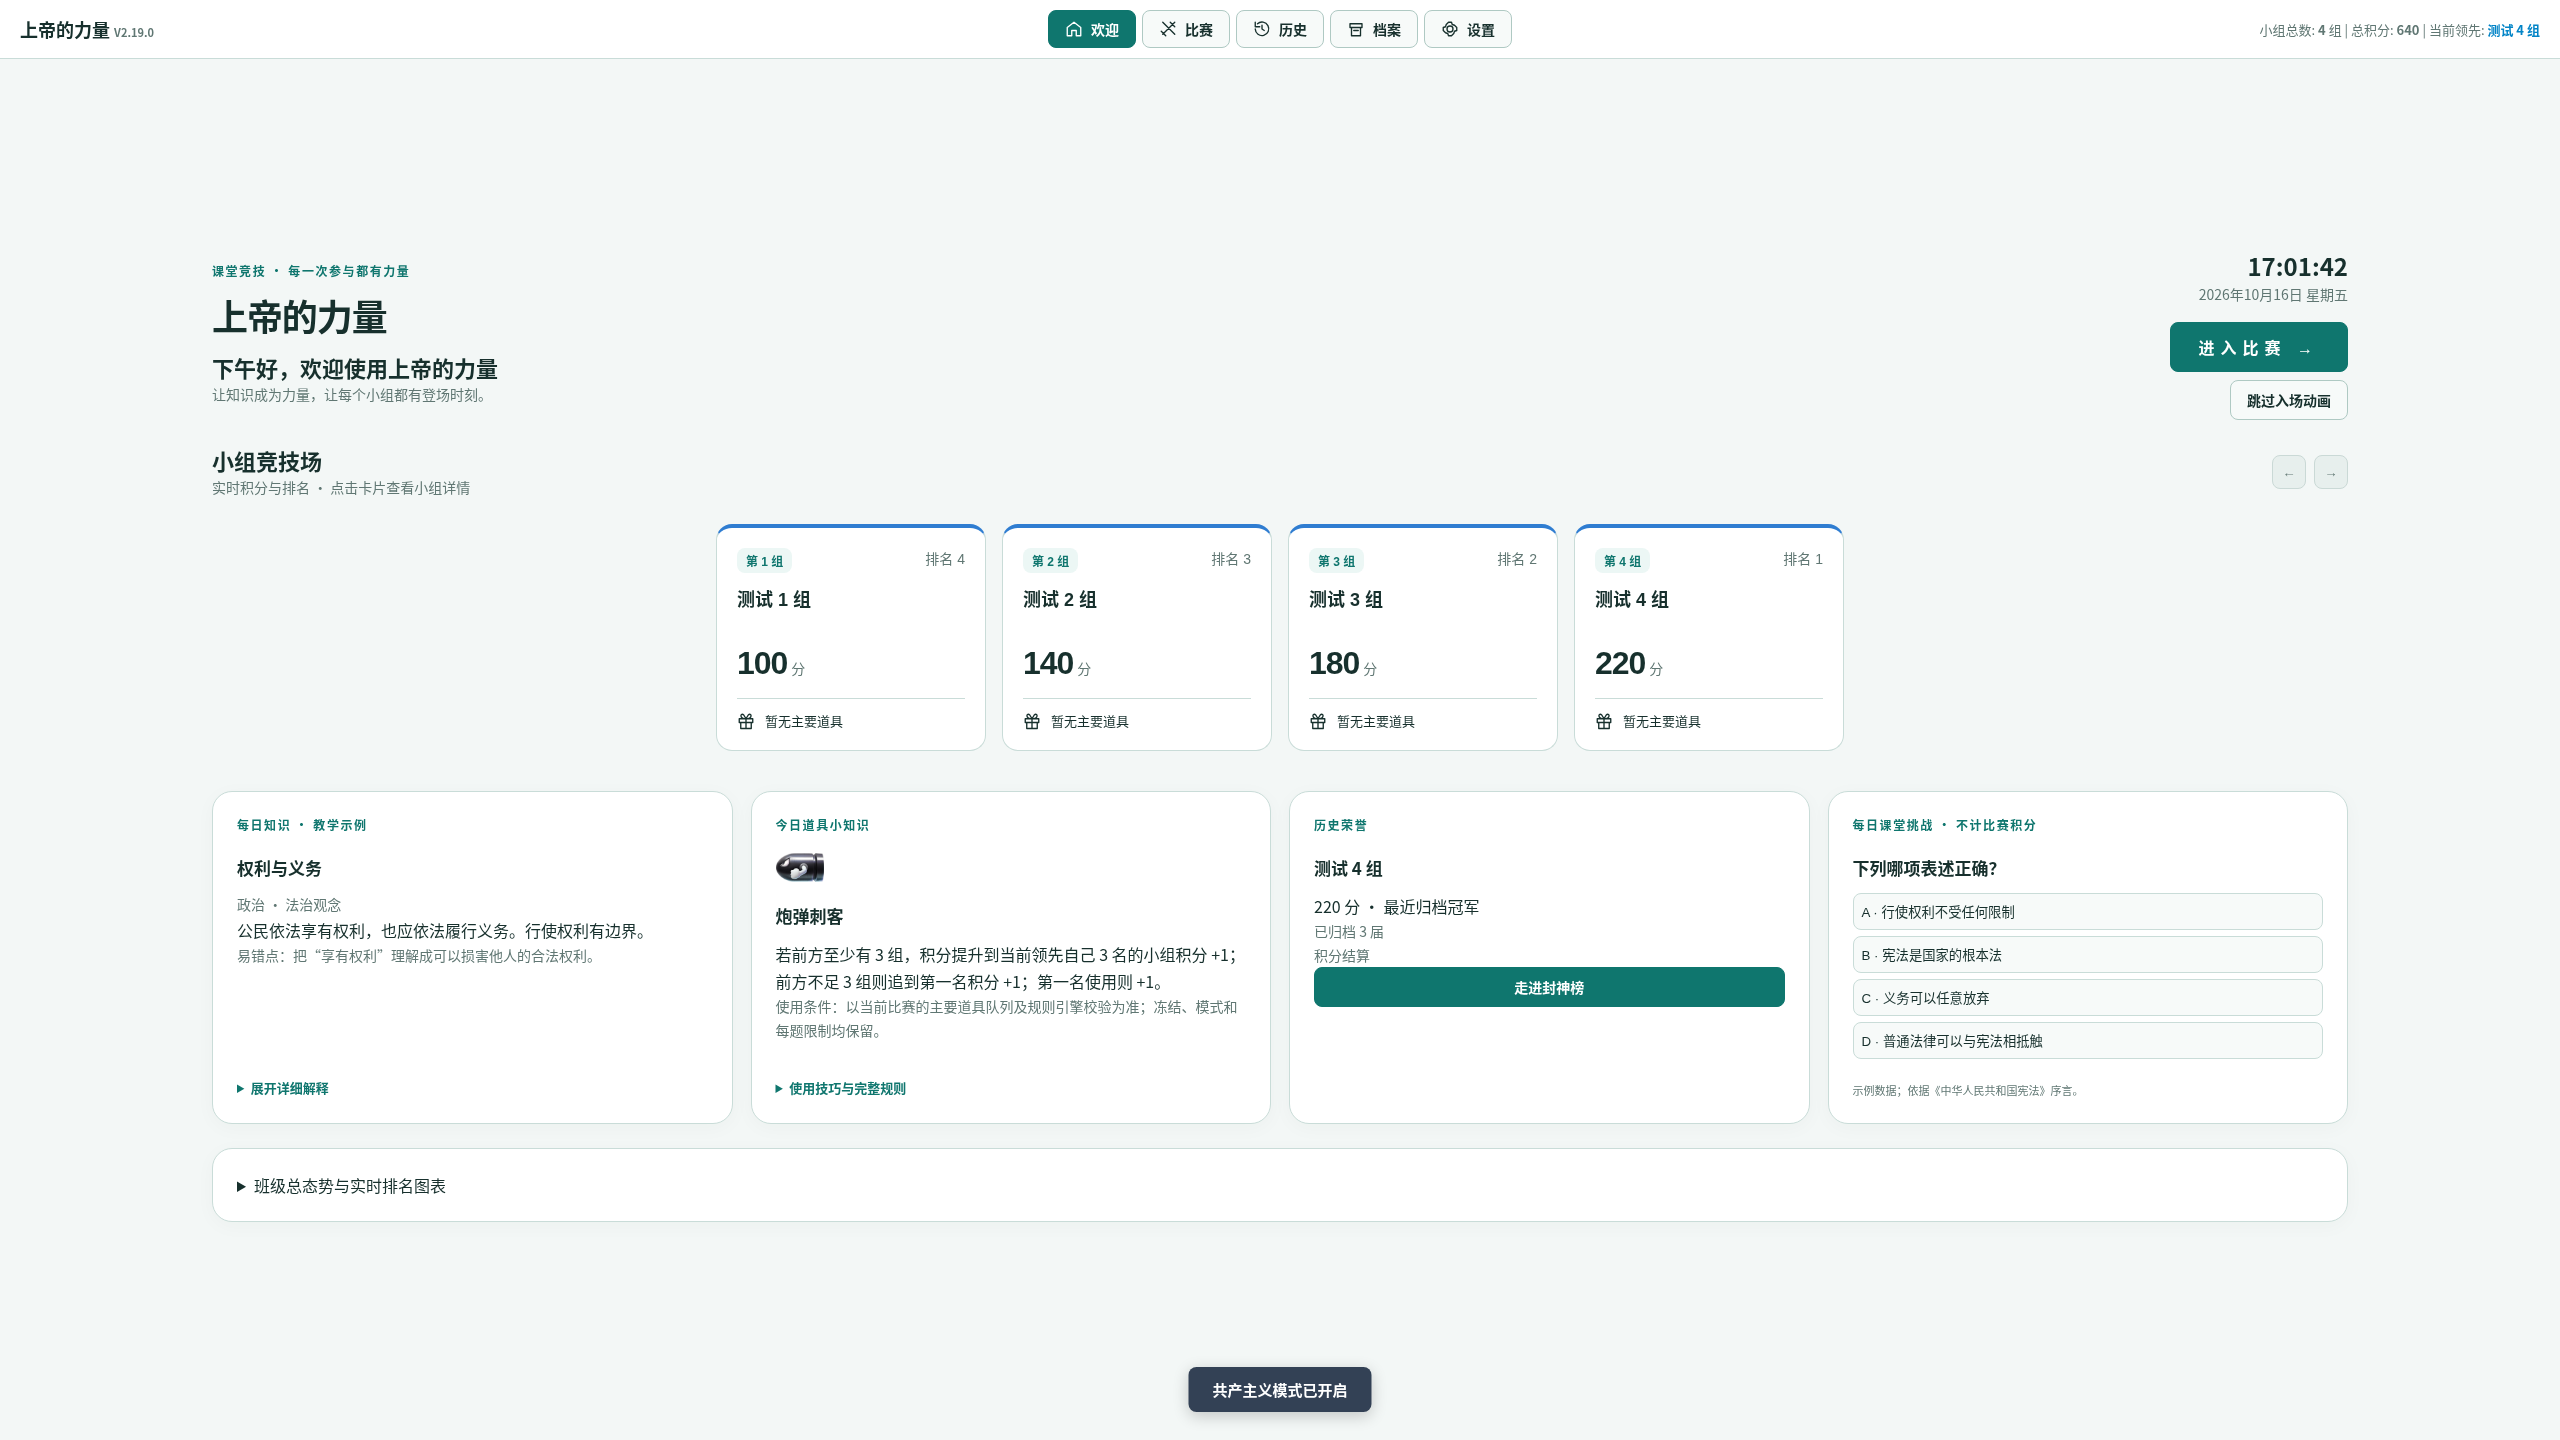 上帝的力量 V2.19.0
欢迎
比赛
历史
档案
设置
小组总数: 4 组 | 总积分: 640 | 当前领先: 测试 4 组
课堂竞技 · 每一次参与都有力量
上帝的力量
下午好，欢迎使用上帝的力量
让知识成为力量，让每个小组都有登场时刻。
17:01:42
2026年10月16日 星期五
进入比赛 →
跳过入场动画
小组竞技场
实时积分与排名 · 点击卡片查看小组详情
← →
第 1 组 排名 4
测试 1 组
100 分
暂无主要道具
第 2 组 排名 3
测试 2 组
140 分
暂无主要道具
第 3 组 排名 2
测试 3 组
180 分
暂无主要道具
第 4 组 排名 1
测试 4 组
220 分
暂无主要道具
每日知识 · 教学示例
权利与义务
政治 · 法治观念
公民依法享有权利，也应依法履行义务。行使权利有边界。
易错点：把“享有权利”理解成可以损害他人的合法权利。
▶ 展开详细解释
今日道具小知识
炮弹刺客
若前方至少有 3 组，积分提升到当前领先自己 3 名的小组积分 +1；
前方不足 3 组则追到第一名积分 +1；第一名使用则 +1。
使用条件：以当前比赛的主要道具队列及规则引擎校验为准；冻结、模式和
每题限制均保留。
▶ 使用技巧与完整规则
历史荣誉
测试 4 组
220 分 · 最近归档冠军
已归档 3 届
积分结算
走进封神榜
每日课堂挑战 · 不计比赛积分
下列哪项表述正确？
A · 行使权利不受任何限制
B · 宪法是国家的根本法
C · 义务可以任意放弃
D · 普通法律可以与宪法相抵触
示例数据；依据《中华人民共和国宪法》序言。
▶ 班级总态势与实时排名图表
共产主义模式已开启